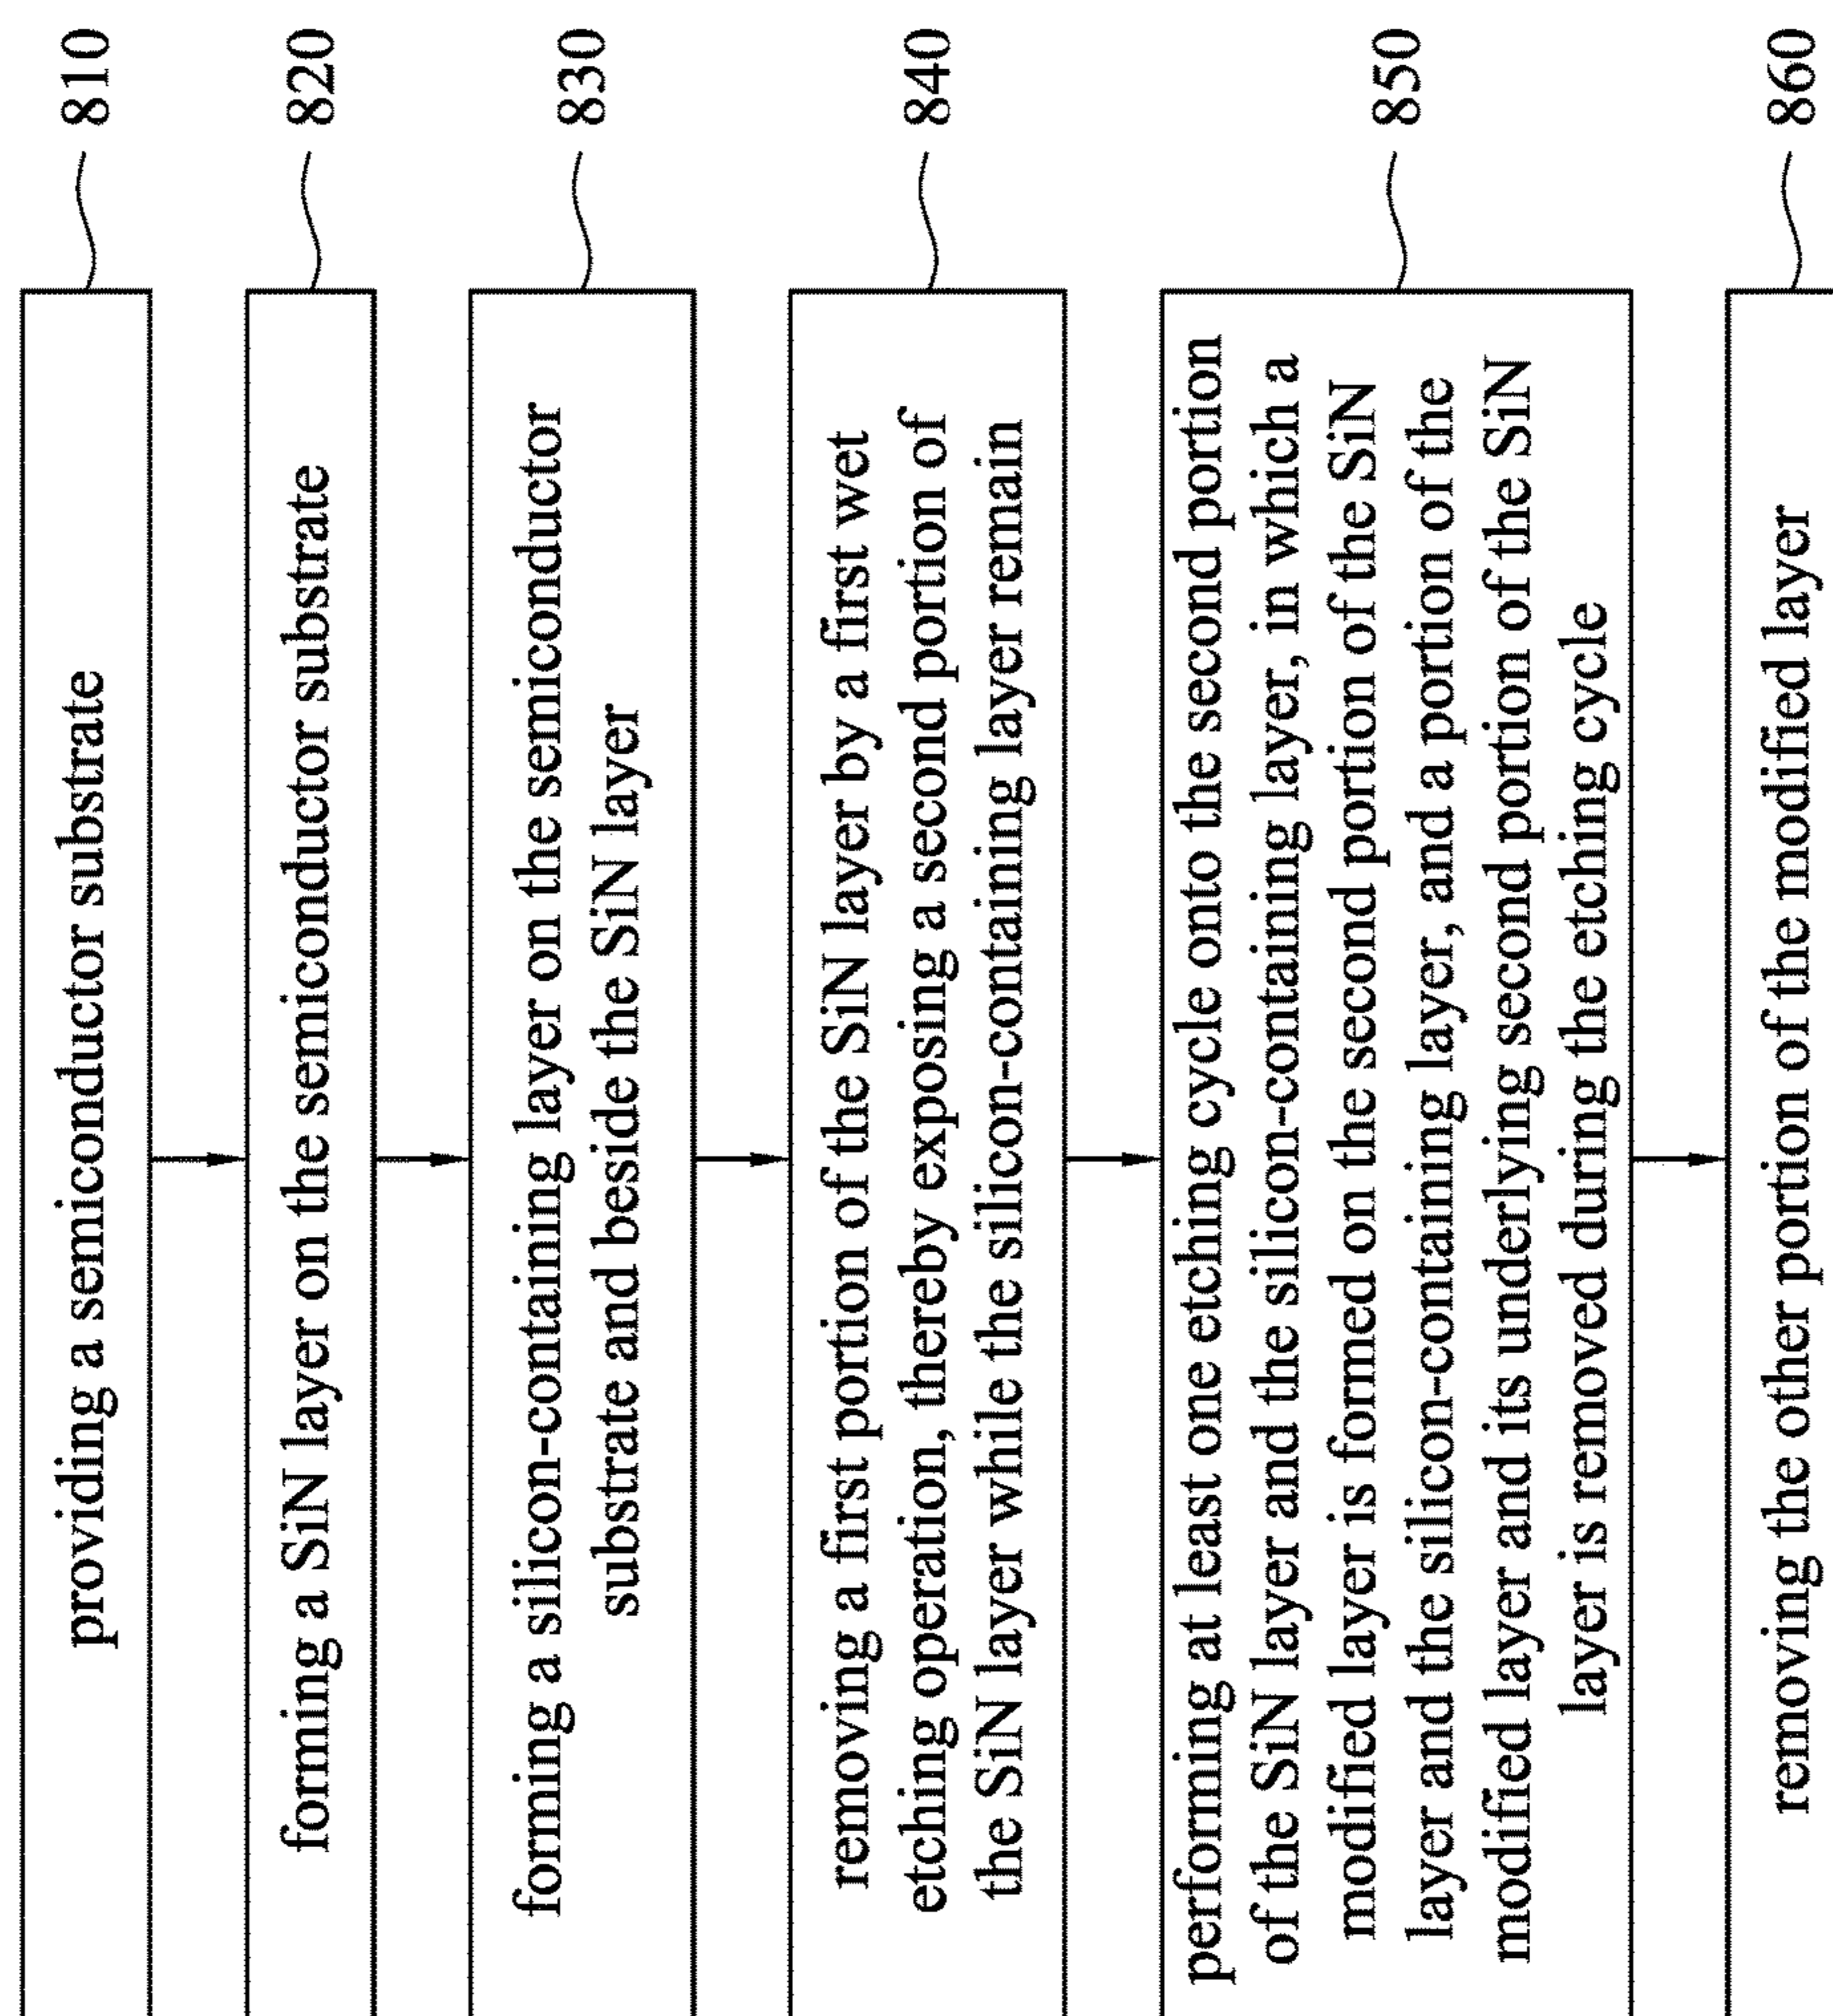 providing a semiconductor substrate
810
forming a SiN layer on the semiconductor substrate
820
forming a silicon-containing layer on the semiconductor
substrate and beside the SiN layer
830
removing a first portion of the SiN layer by a first wet
etching operation, thereby exposing a second portion of
the SiN layer while the silicon-containing layer remain
840
performing at least one etching cycle onto the second portion
of the SiN layer and the silicon-containing layer, in which a
modified layer is formed on the second portion of the SiN
layer and the silicon-containing layer, and a portion of the
modified layer and its underlying second portion of the SiN
layer is removed during the etching cycle
850
removing the other portion of the modified layer
860